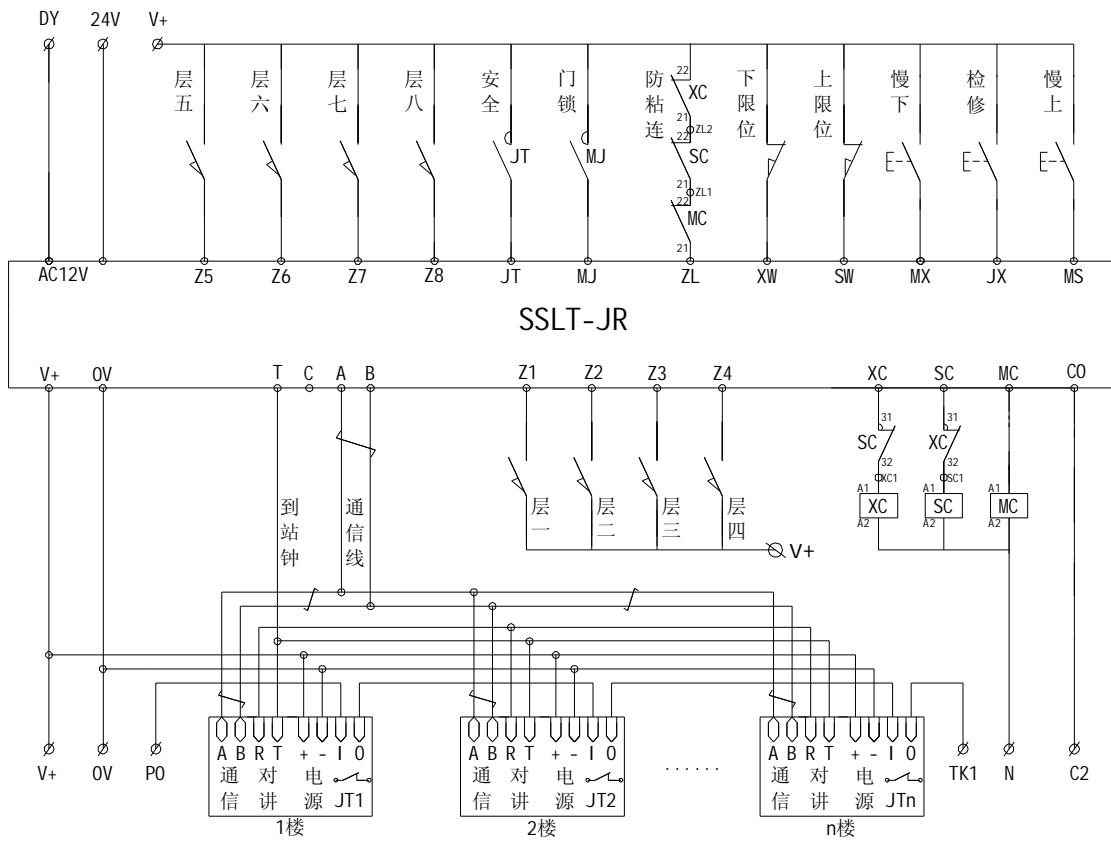 DY 24V V+
层五 层六 层七 层八 安全 门锁 防粘连 下限位 上限位 慢下 检修 慢上
22 XC
21 ZL2
JT MJ 22 SC
21 ZL1
22 MC
21
AC12V Z5 Z6 Z7 Z8 JT MJ ZL XW SW MX JX MS
SSLT-JR
V+ 0V T C A B Z1 Z2 Z3 Z4 XC SC MC C0
SC 31 XC 31
32 32
XC1 SC1
到站钟 通信线 层一 层二 层三 层四
A1 XC A2 A1 SC A2 A1 MC A2
V+
A B R T + - I O A B R T + - I O A B R T + - I O
通信 对讲 电源 JT1 通信 对讲 电源 JT2 ...... 通信 对讲 电源 JTn
V+ 0V P0 TK1 N C2
1楼 2楼 n楼